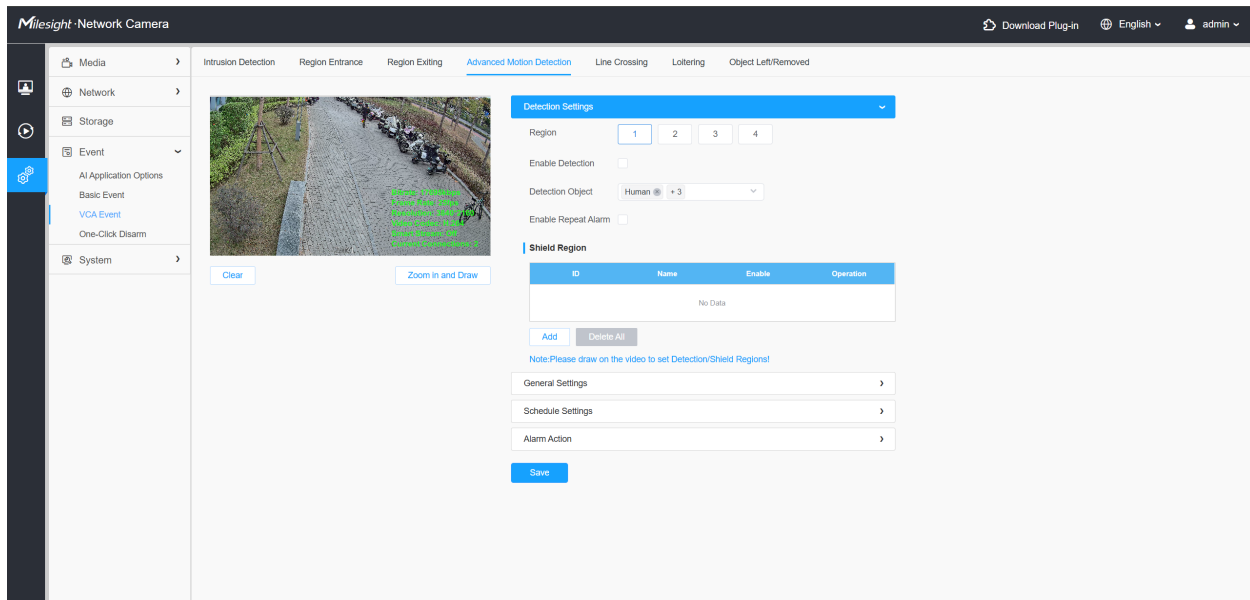 Milesight · Network Camera
Download Plug-in
English
admin
Media
Network
Storage
Event
AI Application Options
Basic Event
VCA Event
One-Click Disarm
System
Intrusion Detection
Region Entrance
Region Exiting
Advanced Motion Detection
Line Crossing
Loitering
Object Left/Removed
Clear
Zoom in and Draw
Detection Settings
Region 1 2 3 4
Enable Detection
Detection Object Human + 3
Enable Repeat Alarm
Shield Region
ID Name Enable Operation
No Data
Add Delete All
Note:Please draw on the video to set Detection/Shield Regions!
General Settings
Schedule Settings
Alarm Action
Save